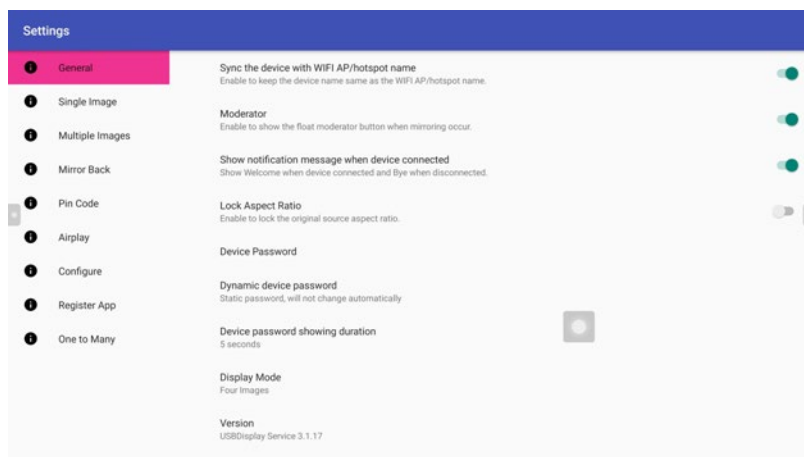 Settings
General
Single Image
Multiple Images
Mirror Back
Pin Code
Airplay
Configure
Register App
One to Many
Sync the device with WIFI AP/hotspot name
Enable to keep the device name same as the WIFI AP/hotspot name.
Moderator
Enable to show the float moderator button when mirroring occur.
Show notification message when device connected
Show Welcome when device connected and Bye when disconnected.
Lock Aspect Ratio
Enable to lock the original source aspect ratio.
Device Password
Dynamic device password
Static password, will not change automatically
Device password showing duration
5 seconds
Display Mode
Four Images
Version
USBDisplay Service 3.1.17